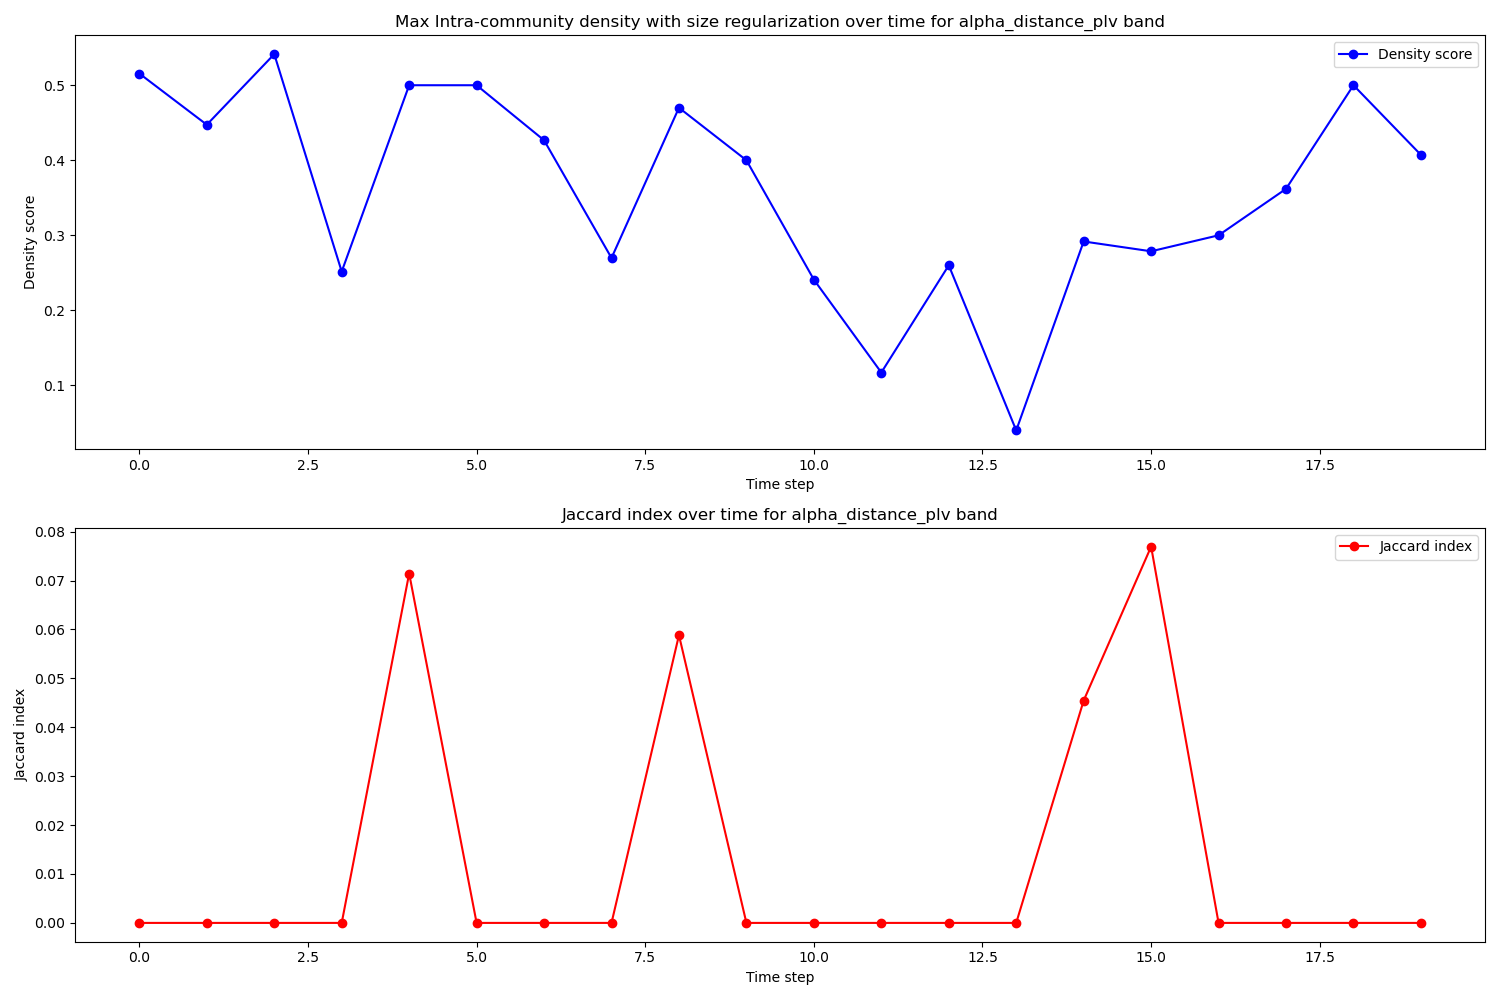 Max Intra-community density with size regularization over time for alpha_distance_plv band
Density score
0.5
0.4
0.3
0.2
0.1
Density score
0.0 2.5 5.0 7.5 10.0 12.5 15.0 17.5
Time step
Jaccard index over time for alpha_distance_plv band
Jaccard index
0.08
0.07
0.06
0.05
0.04
0.03
0.02
0.01
0.00
Jaccard index
0.0 2.5 5.0 7.5 10.0 12.5 15.0 17.5
Time step